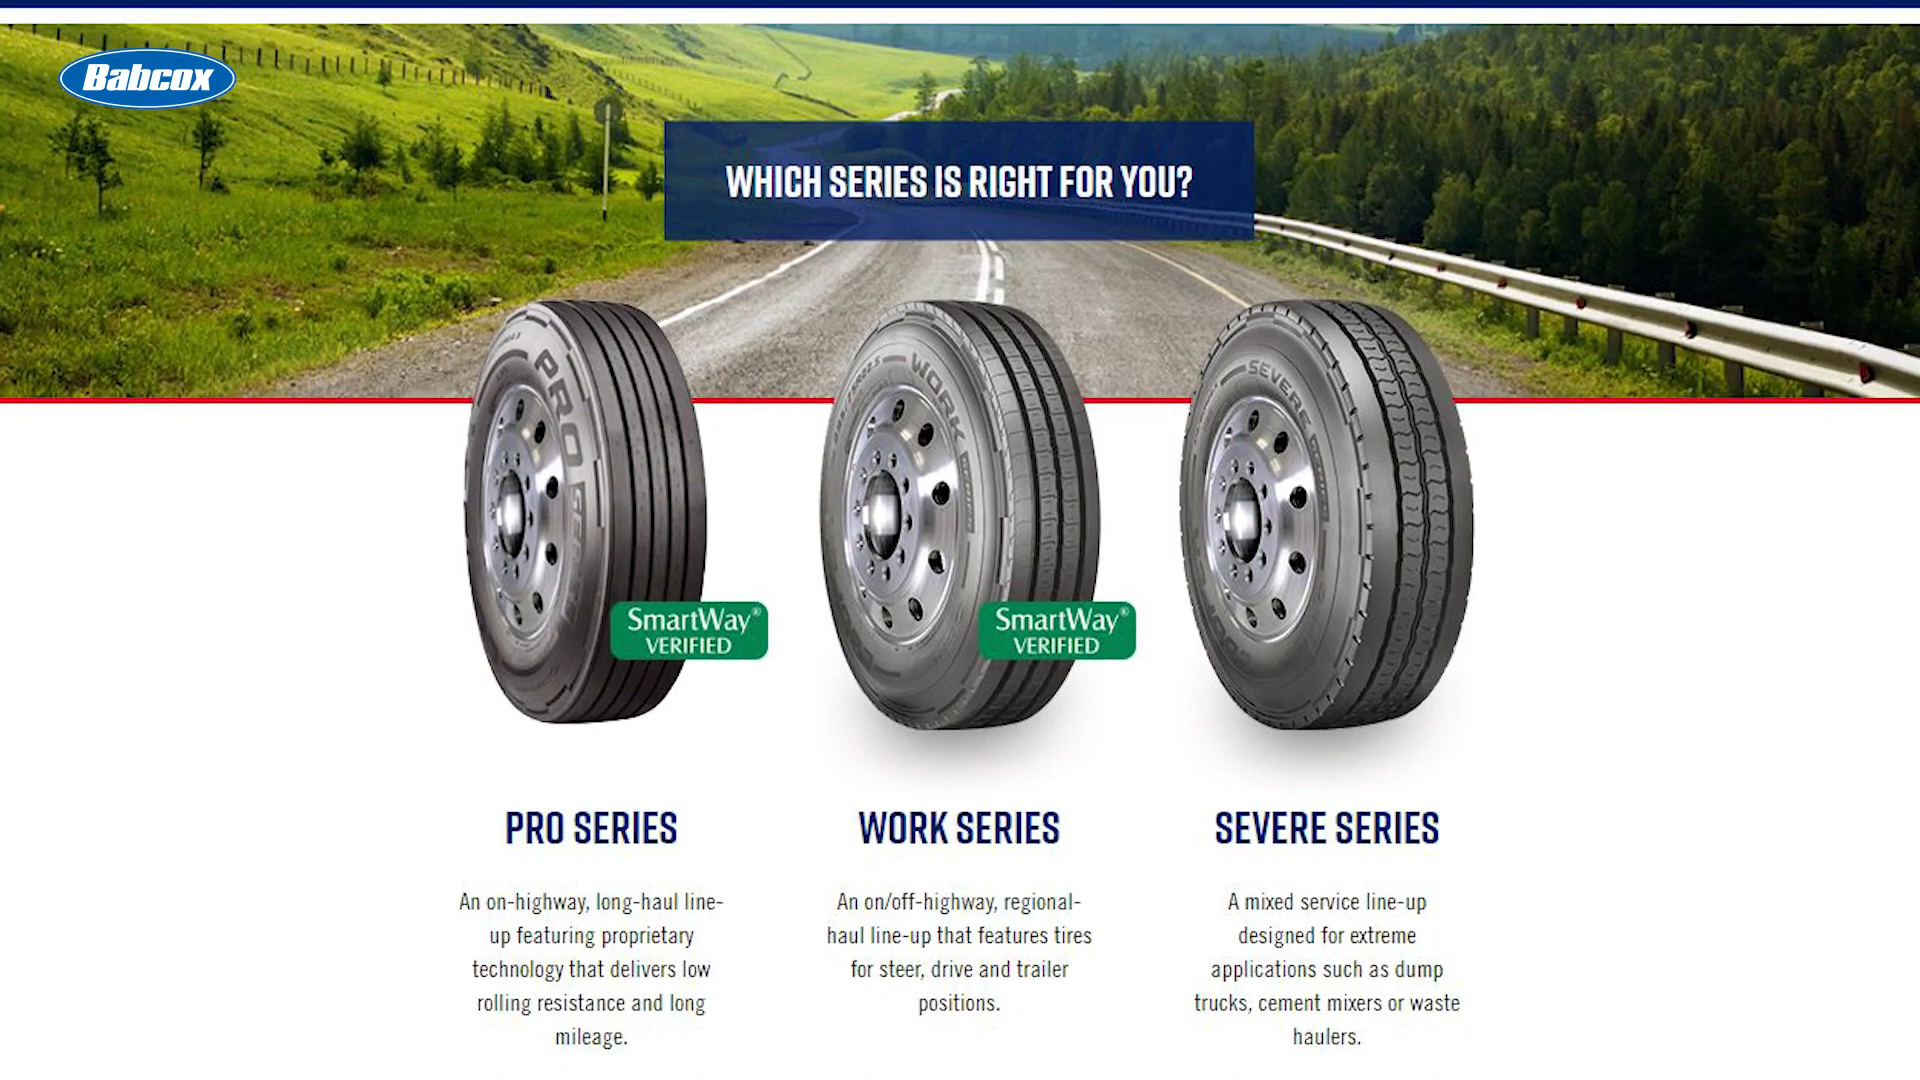 Babcox
WHICH SERIES IS RIGHT FOR YOU?
PRO
WORK
SEVERE
SmartWay®
VERIFIED
SmartWay®
VERIFIED
PRO SERIES
An on-highway, long-haul line-
up featuring proprietary
technology that delivers low
rolling resistance and long
mileage.
WORK SERIES
An on/off-highway, regional-
haul line-up that features tires
for steer, drive and trailer
positions.
SEVERE SERIES
A mixed service line-up
designed for extreme
applications such as dump
trucks, cement mixers or waste
haulers.